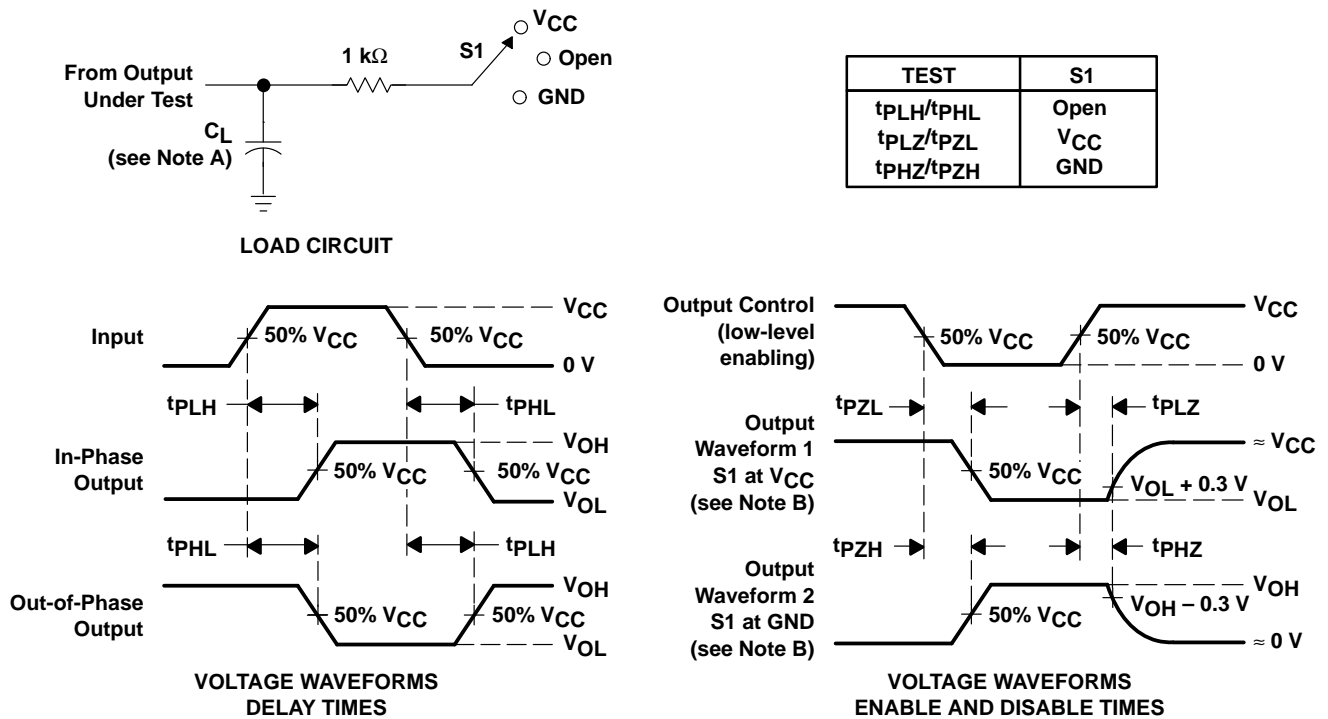 From Output
Under Test
CL
(see Note A)
1 kΩ
S1
VCC
Open
GND
LOAD CIRCUIT
TEST S1
tPLH/tPHL Open
tPLZ/tPZL VCC
tPHZ/tPZH GND
Input
50% VCC
50% VCC
VCC
0 V
tPLH
tPHL
In-Phase
Output
50% VCC
50% VCC
VOH
VOL
tPHL
tPLH
Out-of-Phase
Output
50% VCC
50% VCC
VOH
VOL
VOLTAGE WAVEFORMS
DELAY TIMES
Output Control
(low-level
enabling)
50% VCC
50% VCC
VCC
0 V
tPZL
tPLZ
Output
Waveform 1
S1 at VCC
(see Note B)
50% VCC
VOL + 0.3 V
≈ VCC
VOL
tPZH
tPHZ
Output
Waveform 2
S1 at GND
(see Note B)
50% VCC
VOH – 0.3 V
VOH
≈ 0 V
VOLTAGE WAVEFORMS
ENABLE AND DISABLE TIMES